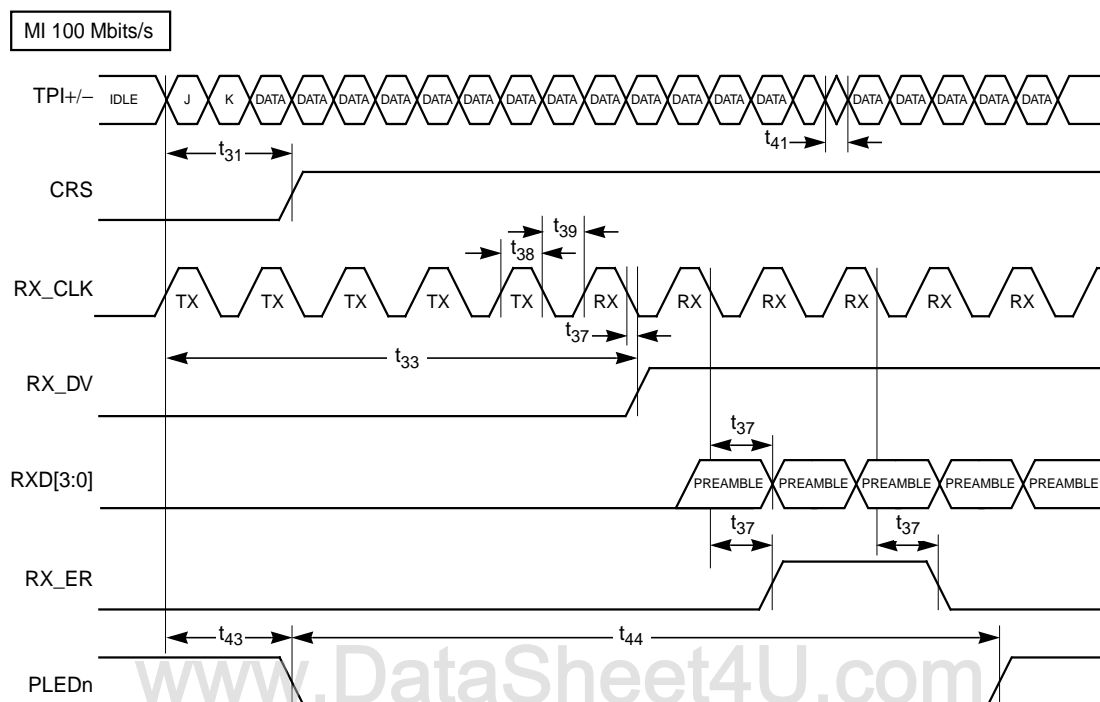 MI 100 Mbits/s
TPI+/– IDLE J K DATA DATA DATA DATA DATA DATA DATA DATA DATA DATA DATA DATA DATA DATA DATA DATA DATA DATA
t41
t31
CRS
t39
t38
RX_CLK TX TX TX TX TX RX RX RX RX RX RX
t37
t33
RX_DV
t37
RXD[3:0] PREAMBLE PREAMBLE PREAMBLE PREAMBLE PREAMBLE
t37 t37
RX_ER
t43 t44
PLEDn
www.DataSheet4U.com